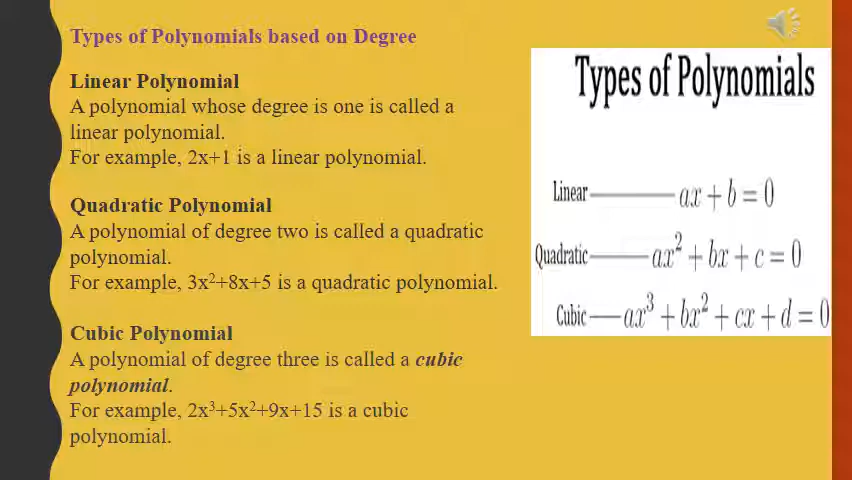 Types of Polynomials based on Degree
Linear Polynomial
A polynomial whose degree is one is called a
linear polynomial.
For example, 2x+1 is a linear polynomial.
Quadratic Polynomial
A polynomial of degree two is called a quadratic
polynomial.
For example, 3x²+8x+5 is a quadratic polynomial.
Cubic Polynomial
A polynomial of degree three is called a cubic
polynomial.
For example, 2x³+5x²+9x+15 is a cubic
polynomial.
Types of Polynomials
Linear ax + b = 0
Quadratic ax² + bx + c = 0
Cubic ax³ + bx² + cx + d = 0